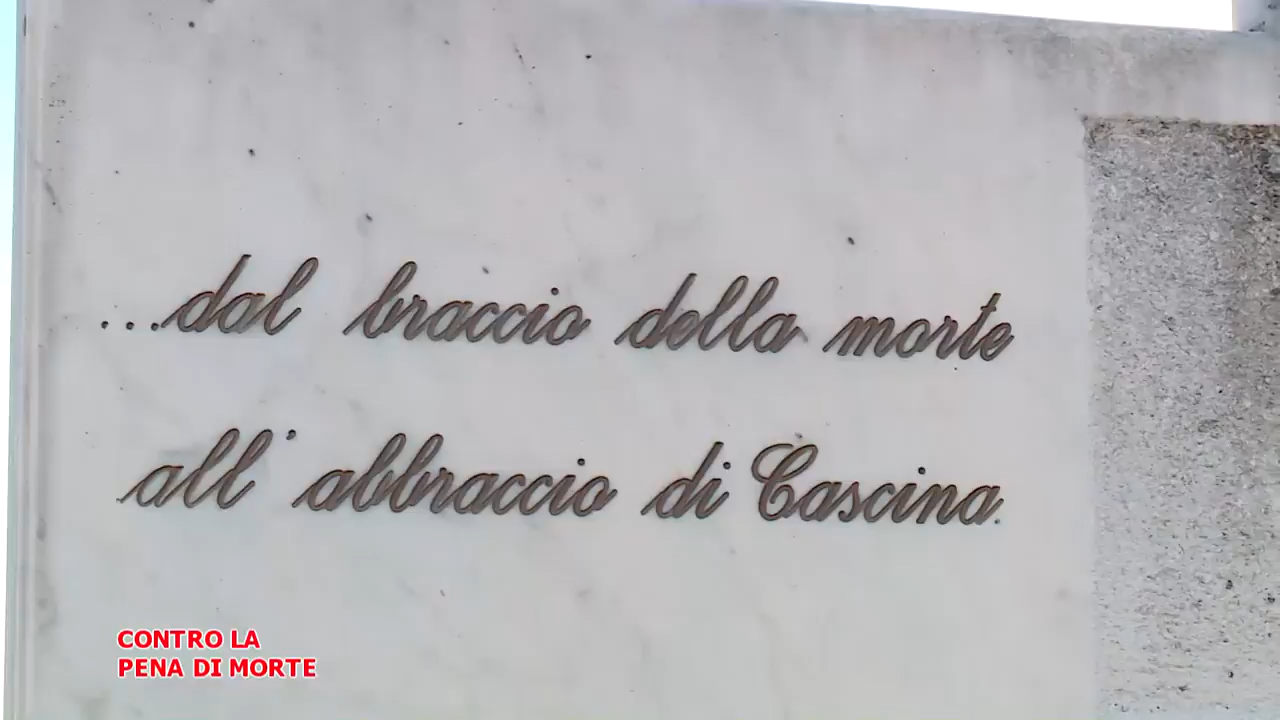 ...dal braccio della morte
all'abbraccio di Cascina.
CONTRO LA
PENA DI MORTE